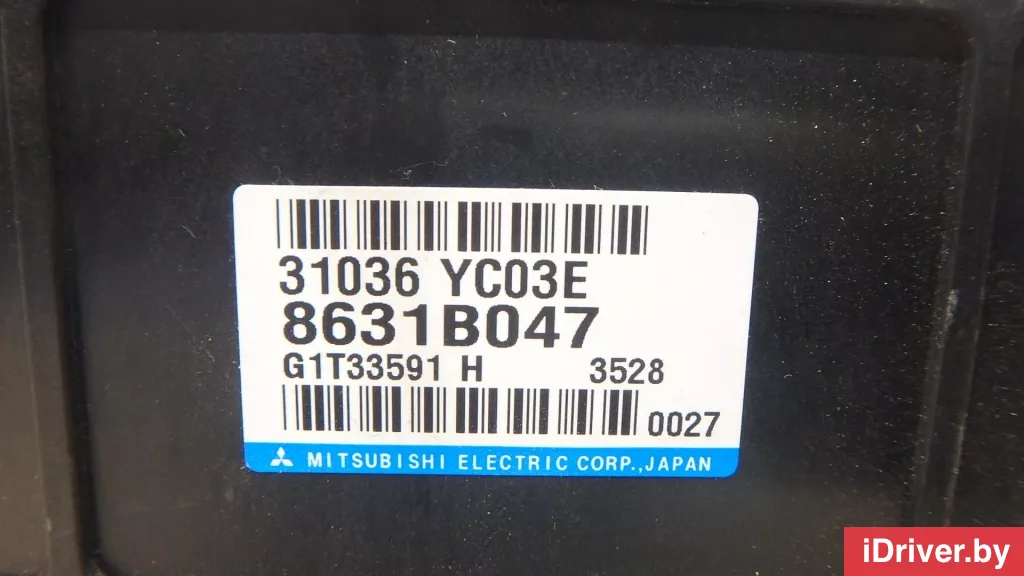 31036 YC03E
8631B047
G1T33591 H 3528
0027
MITSUBISHI ELECTRIC CORP.,JAPAN
iDriver.by